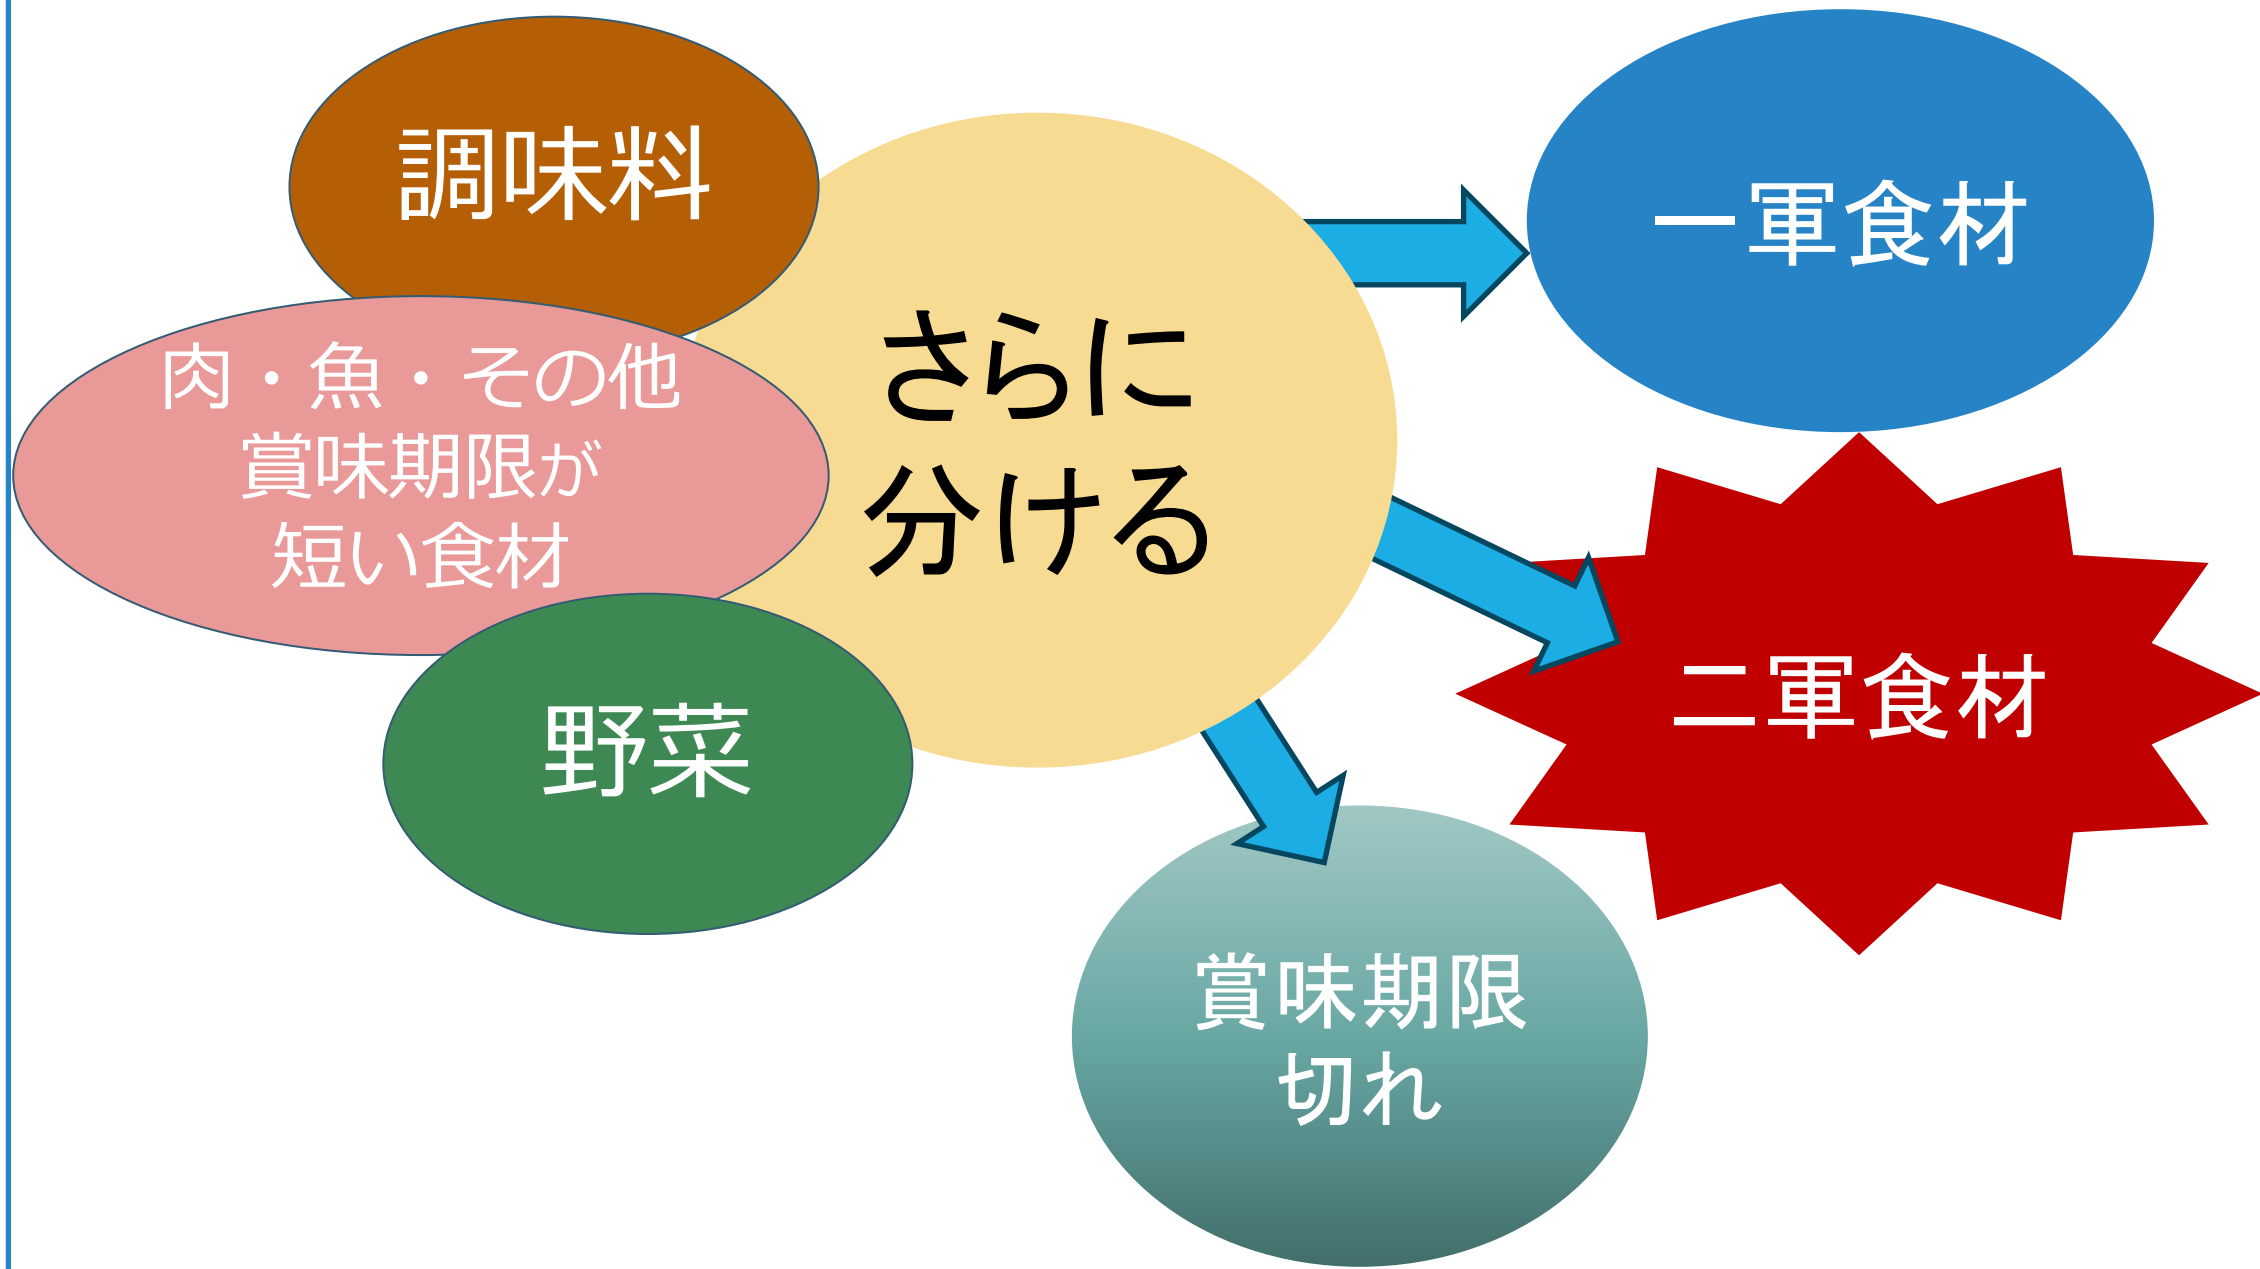 調味料
肉・魚・その他
賞味期限が
短い食材
野菜
さらに
分ける
一軍食材
二軍食材
賞味期限
切れ